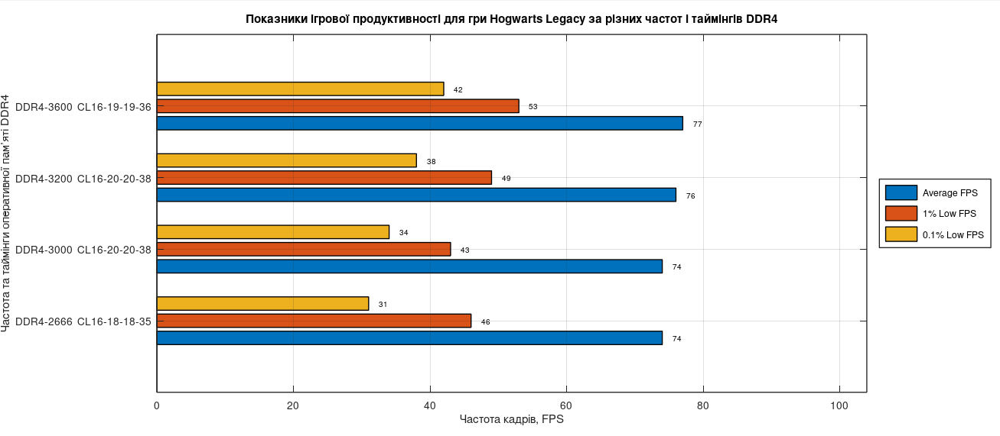 Показники ігрової продуктивності для гри Hogwarts Legacy за різних частот і таймінгів DDR4
Частота та таймінги оперативної пам'яті DDR4
DDR4-3600 CL16-19-19-36
42
53
77
DDR4-3200 CL16-20-20-38
38
49
76
DDR4-3000 CL16-20-20-38
34
43
74
DDR4-2666 CL16-18-18-35
31
46
74
0 20 40 60 80 100
Частота кадрів, FPS
Average FPS
1% Low FPS
0.1% Low FPS